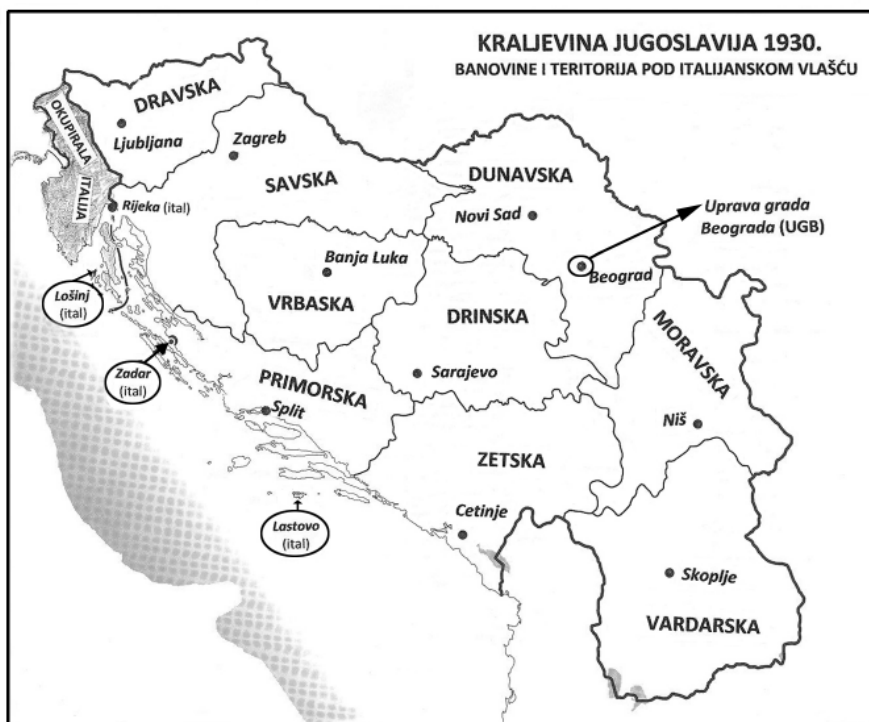 KRALJEVINA JUGOSLAVIJA 1930.
BANOVINE I TERITORIJA POD ITALIJANSKOM VLAŠĆU
DRAVSKA
Ljubljana
OKUPIRALA
ITALIJA
Zagreb
SAVSKA
Rijeka (ital)
DUNAVSKA
Novi Sad
Uprava grada
Beograda (UGB)
Beograd
Banja Luka
VRBASKA
Lošinj
(ital)
DRINSKA
Sarajevo
MORAVSKA
Niš
Zadar
(ital)
PRIMORSKA
Split
ZETSKA
Cetinje
Lastovo
(ital)
Skoplje
VARDARSKA